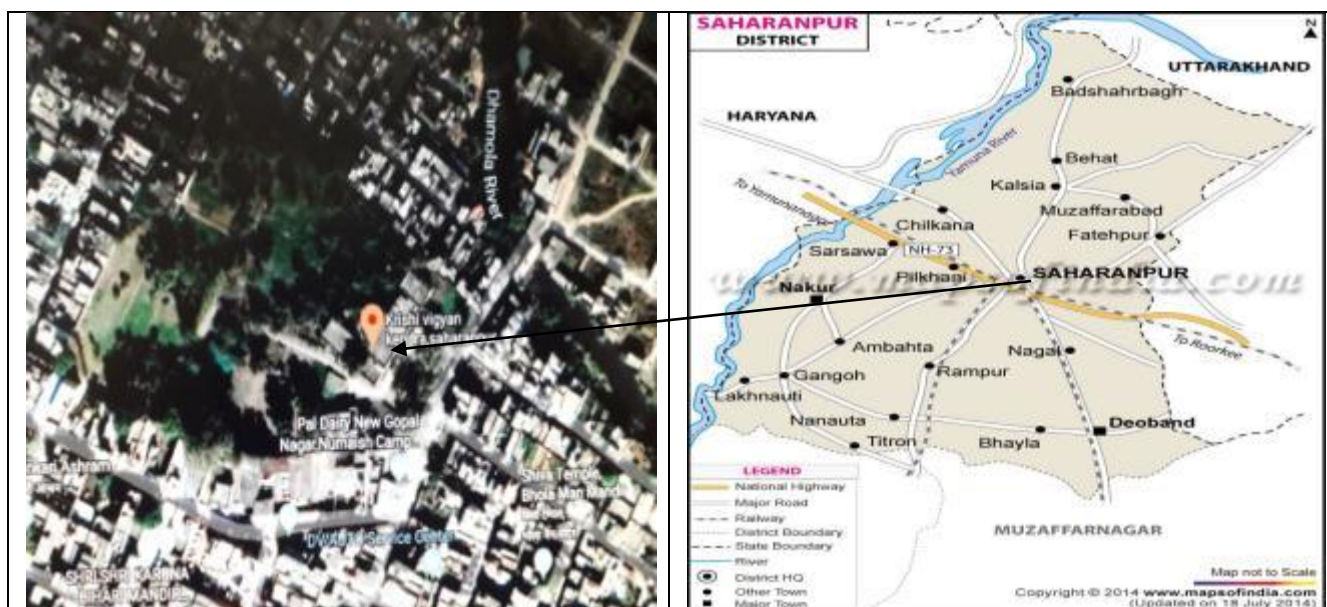 Dhamola River
Krishi vigyan
Pal Dairy New Gopal
Nagar Numaish Camp
Shiva Temple
SAHARANPUR
DISTRICT
N
UTTARAKHAND
Badshahrbagh
HARYANA
Yamuna River
Behat
Kalsia
To Yamunanagar
Muzaffarabad
Chilkana
Fatehpur
Sarsawa
NH-73
Pilkhani
SAHARANPUR
www.mapsofindia.com
Nakur
To Roorkee
Ambahta
Nagal
Gangoh
Rampur
Lakhnauti
Nanauta
Deoband
Titron
Bhayla
LEGEND
National Highway
Major Road
Railway
District Boundary
State Boundary
River
District HQ
Other Town
Major Town
MUZAFFARNAGAR
Map not to Scale
Copyright © 2014 www.mapsofindia.com
(Updated on 18 July 2014)